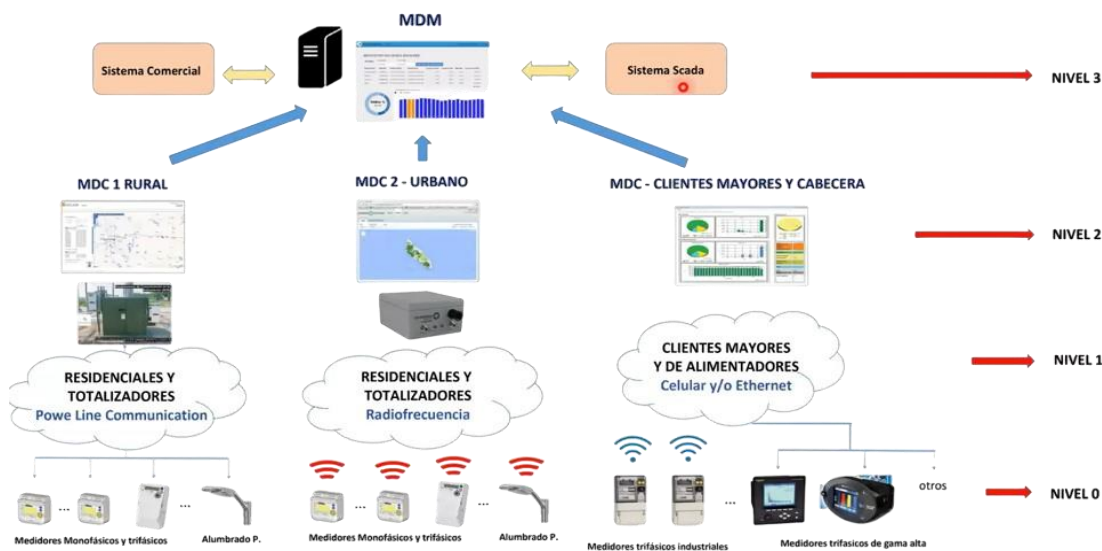 MDM
Sistema Comercial
Sistema Scada
NIVEL 3
MDC 1 RURAL
MDC 2 - URBANO
MDC - CLIENTES MAYORES Y CABECERA
NIVEL 2
RESIDENCIALES Y
TOTALIZADORES
Powe Line Communication
RESIDENCIALES Y
TOTALIZADORES
Radiofrecuencia
CLIENTES MAYORES
Y DE ALIMENTADORES
Celular y/o Ethernet
NIVEL 1
...
...
...
...
...
otros
NIVEL 0
Medidores Monofásicos y trifásicos
Alumbrado P.
Medidores Monofásicos y trifásicos
Alumbrado P.
Medidores trifásicos industriales
Medidores trifasicos de gama alta